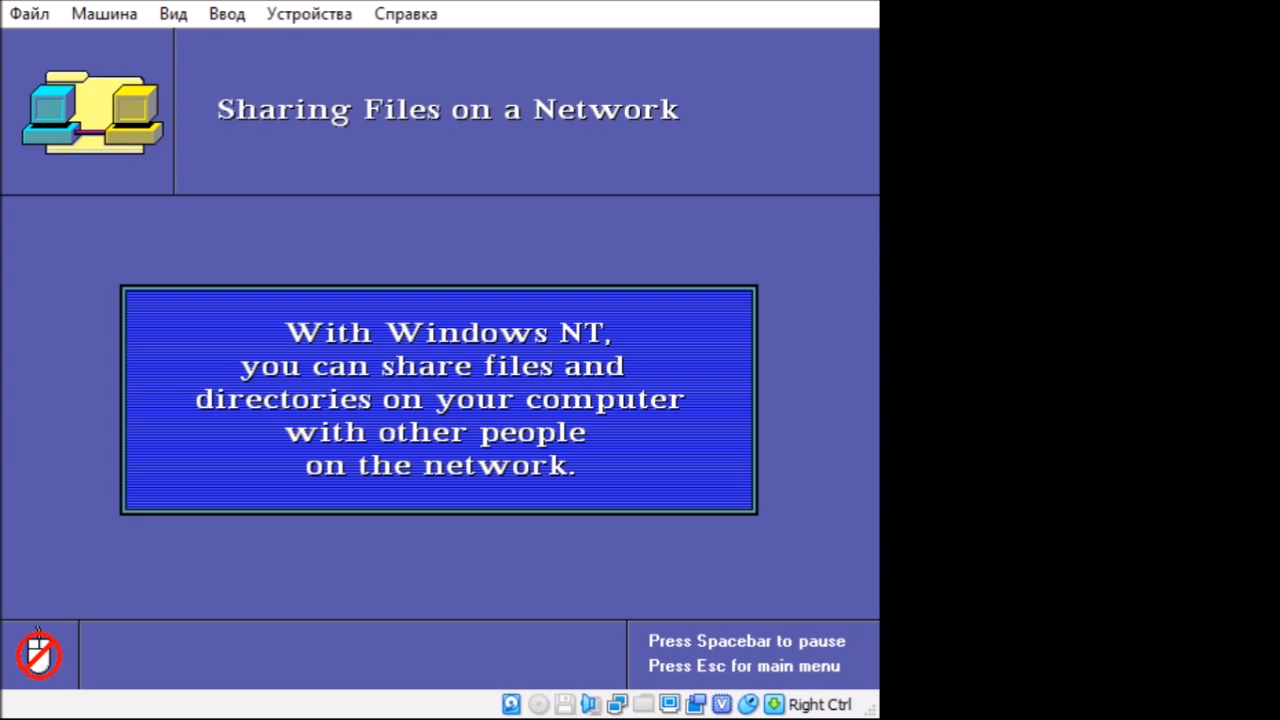 Файл Машина Вид Ввод Устройства Справка
Sharing Files on a Network
With Windows NT,
you can share files and
directories on your computer
with other people
on the network.
Press Spacebar to pause
Press Esc for main menu
Right Ctrl